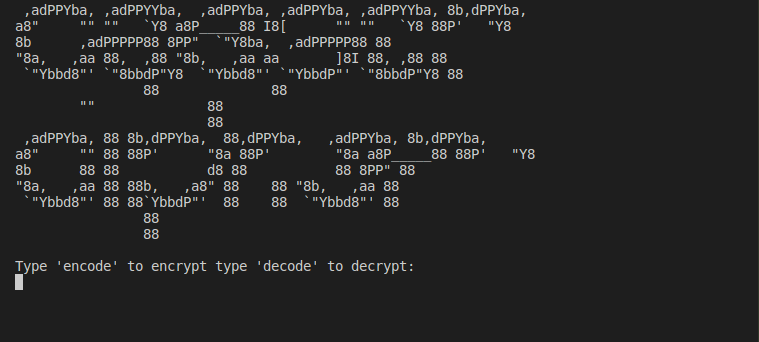 ,adPPYba, ,adPPYYba,  ,adPPYba, ,adPPYba, ,adPPYYba, 8b,dPPYba,
a8"     "" ""   `Y8 a8P_____88 I8[      "" ""   `Y8 88P'   "Y8
8b      ,adPPPPP88 8PP"  `"Y8ba,  ,adPPPPP88 88
"8a,   ,aa 88,  ,88 "8b,   ,aa aa       ]8I 88, ,88 88
 `"Ybbd8"' `"8bbdP"Y8  `"Ybbd8"' `"YbbdP"' `"8bbdP"Y8 88
                88              88
        ""              88
                        88
 ,adPPYba, 88 8b,dPPYba,  88,dPPYba,   ,adPPYba, 8b,dPPYba,
a8"     "" 88 88P'      "8a 88P'        "8a a8P_____88 88P'   "Y8
8b      88 88           d8 88           88 8PP" 88
"8a,   ,aa 88 88b,   ,a8" 88    88 "8b,   ,aa 88
 `"Ybbd8"' 88 88`YbbdP"'  88    88  `"Ybbd8"' 88
                88
                88
Type 'encode' to encrypt type 'decode' to decrypt: